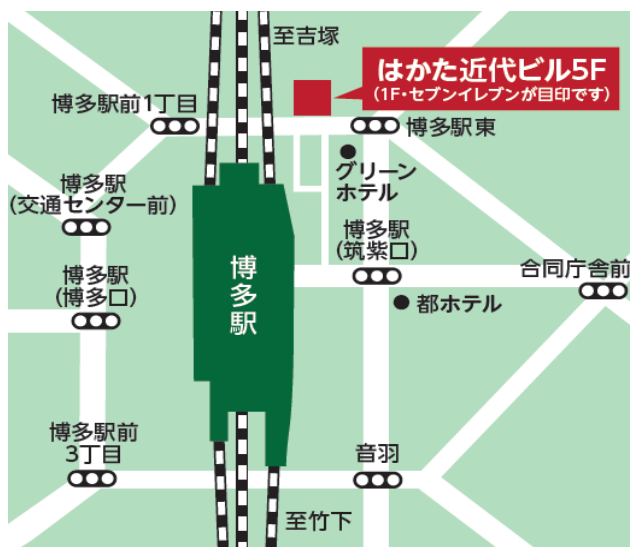 至吉塚
はかた近代ビル5F
(1F・セブンイレブンが目印です)
博多駅前1丁目
博多駅東
グリーン
ホテル
博多駅
(交通センター前)
博多駅
(筑紫口)
合同庁舎前
博多駅
(博多口)
博多駅
都ホテル
博多駅前
3丁目
音羽
至竹下